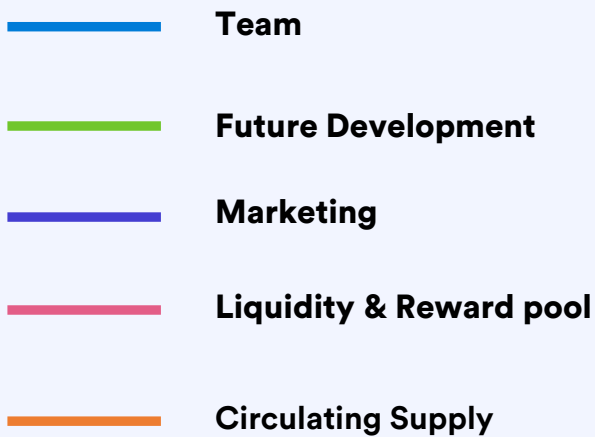 Team
Future Development
Marketing
Liquidity & Reward pool
Circulating Supply